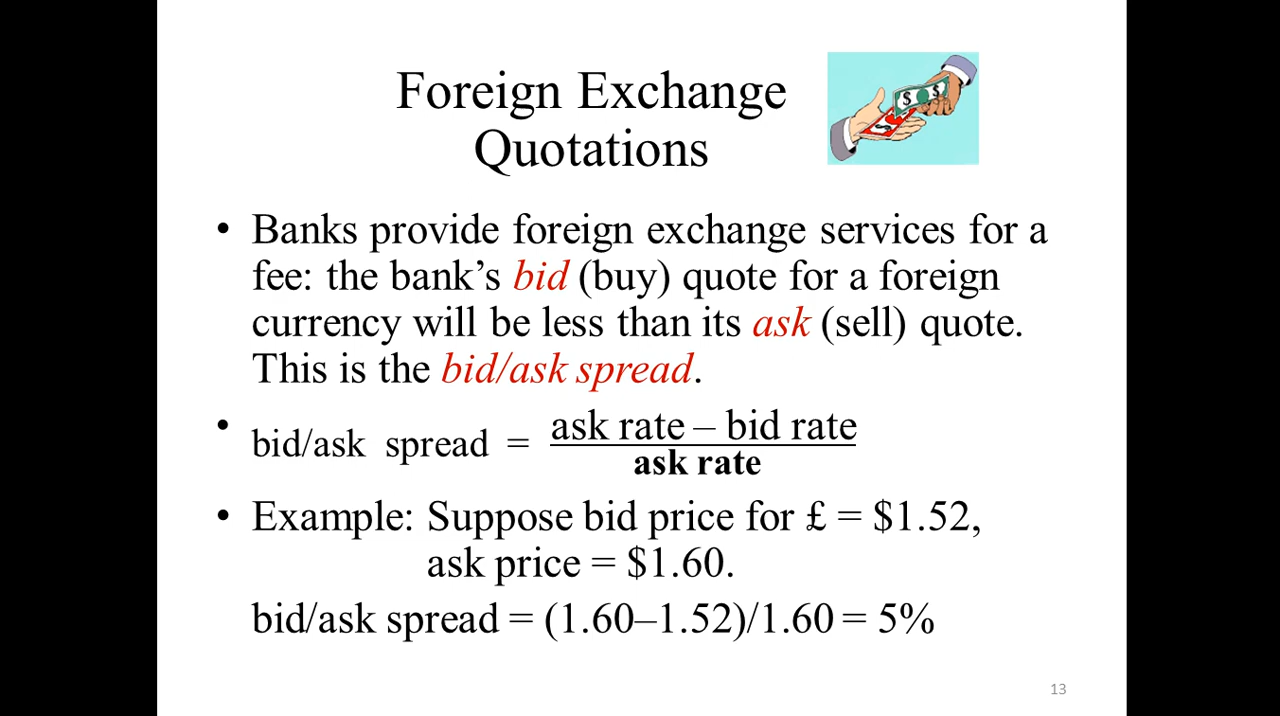 Foreign Exchange
Quotations
$ $
• Banks provide foreign exchange services for a
fee: the bank’s bid (buy) quote for a foreign
currency will be less than its ask (sell) quote.
This is the bid/ask spread.
• bid/ask spread = ask rate – bid rate
ask rate
• Example: Suppose bid price for £ = $1.52,
ask price = $1.60.
bid/ask spread = (1.60–1.52)/1.60 = 5%
13